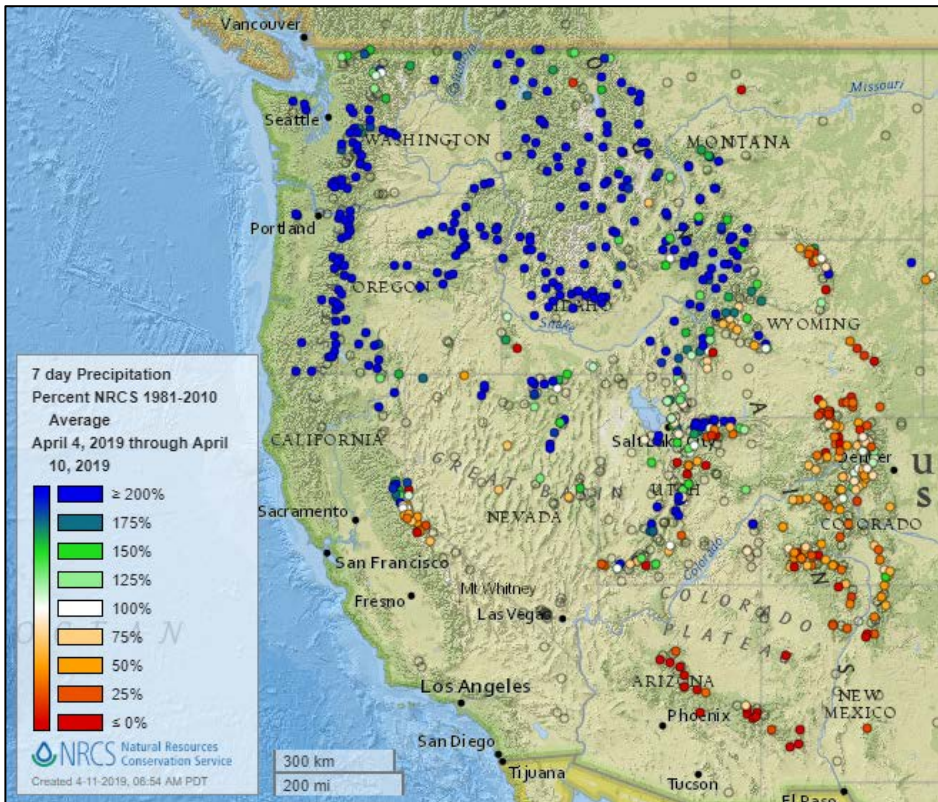 Vancouver
Columbia
Missouri
Seattle
WASHINGTON
MONTANA
Portland
OREGON
IDAHO
Snake
WYOMING
7 day Precipitation
Percent NRCS 1981-2010
Average
April 4, 2019 through April
10, 2019
≥ 200%
175%
150%
125%
100%
75%
50%
25%
≤ 0%
NRCS Natural Resources
Conservation Service
Created 4-11-2019, 06:54 AM PDT
CALIFORNIA
Salt Lake City
Denver
U
S
GREAT BASIN
UTAH
NEVADA
COLORADO
Sacramento
San Francisco
Colorado
Mt Whitney
Fresno
Las Vegas
COLORADO
PLATEAU
OCEAN
Los Angeles
ARIZONA
NEW
MEXICO
Phoenix
San Diego
Tijuana
Tucson
El Paso
300 km
200 mi